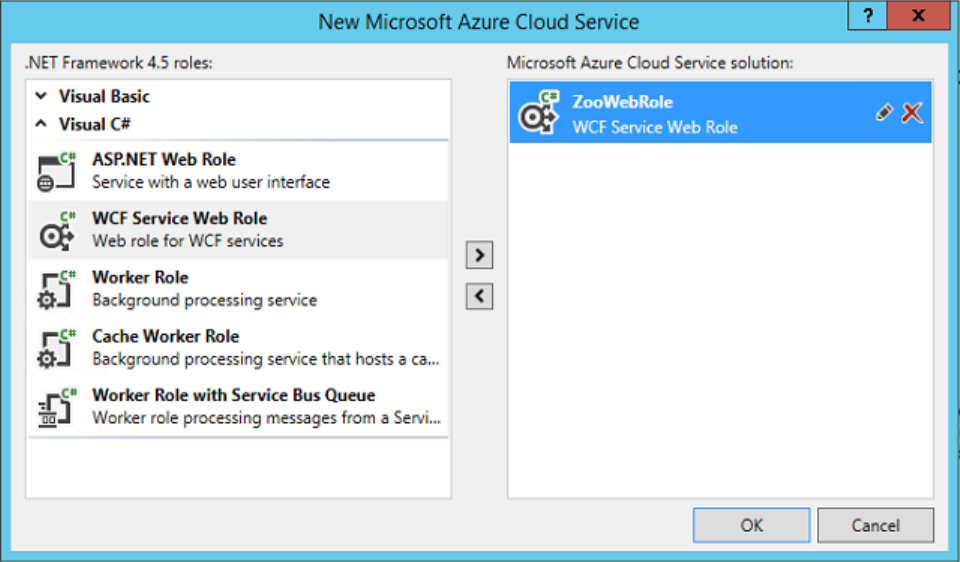 New Microsoft Azure Cloud Service
? x
.NET Framework 4.5 roles:
Visual Basic
Visual C#
C#
ASP.NET Web Role
Service with a web user interface
C#
WCF Service Web Role
Web role for WCF services
C#
Worker Role
Background processing service
C#
Cache Worker Role
Background processing service that hosts a ca...
C#
Worker Role with Service Bus Queue
Worker role processing messages from a Servi...
>
<
Microsoft Azure Cloud Service solution:
C#
ZooWebRole
WCF Service Web Role
OK
Cancel